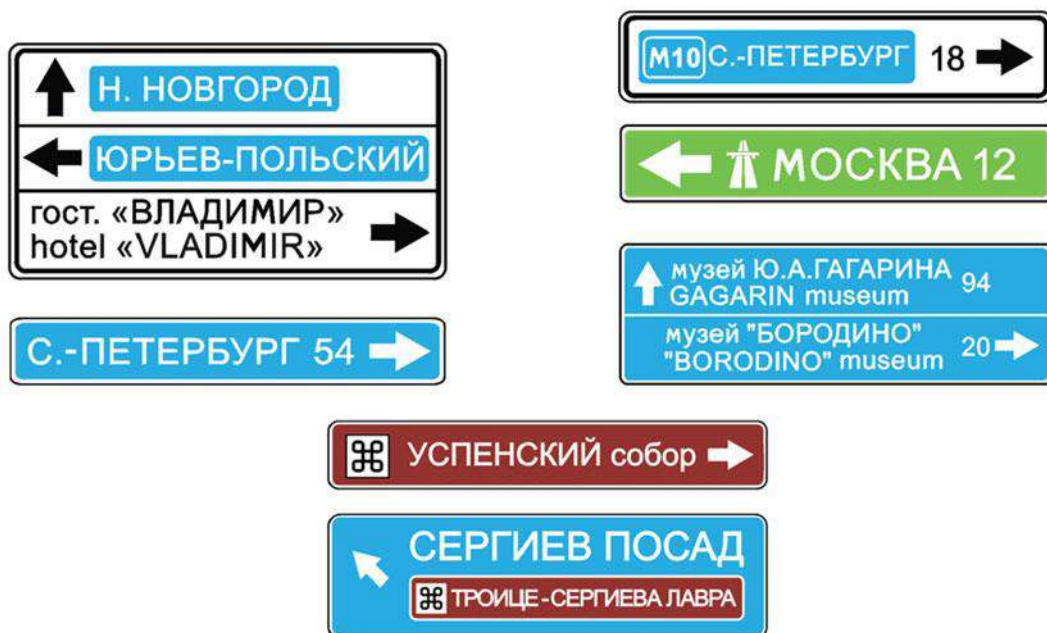 Н. НОВГОРОД
ЮРЬЕВ-ПОЛЬСКИЙ
гост. «ВЛАДИМИР»
hotel «VLADIMIR»
С.-ПЕТЕРБУРГ 54
М10 С.-ПЕТЕРБУРГ 18
МОСКВА 12
музей Ю.А.ГАГАРИНА 94
GAGARIN museum
музей "БОРОДИНО" 20
"BORODINO" museum
УСПЕНСКИЙ собор
СЕРГИЕВ ПОСАД
ТРОИЦЕ-СЕРГИЕВА ЛАВРА